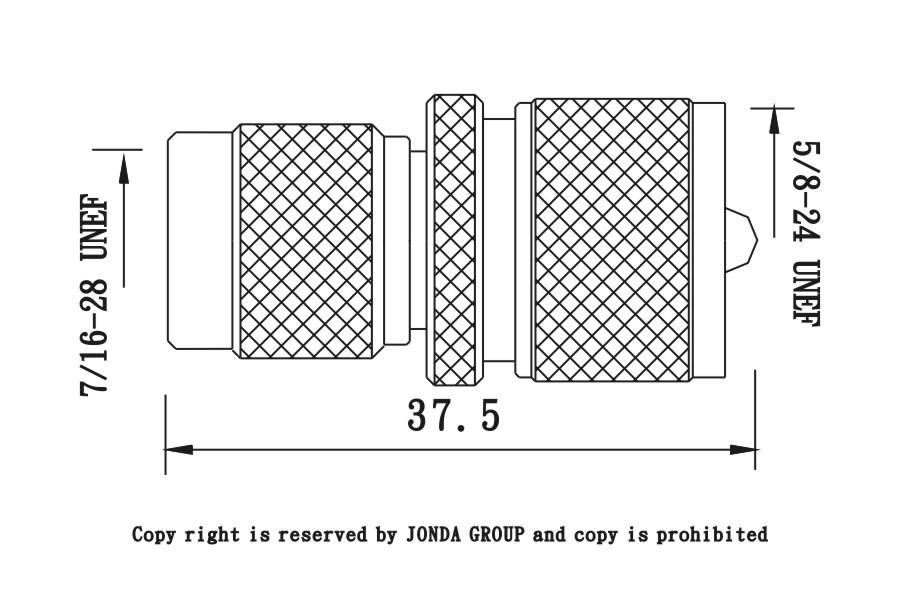 7/16-28 UNEF
5/8-24 UNEF
37.5
Copy right is reserved by JONDA GROUP and copy is prohibited